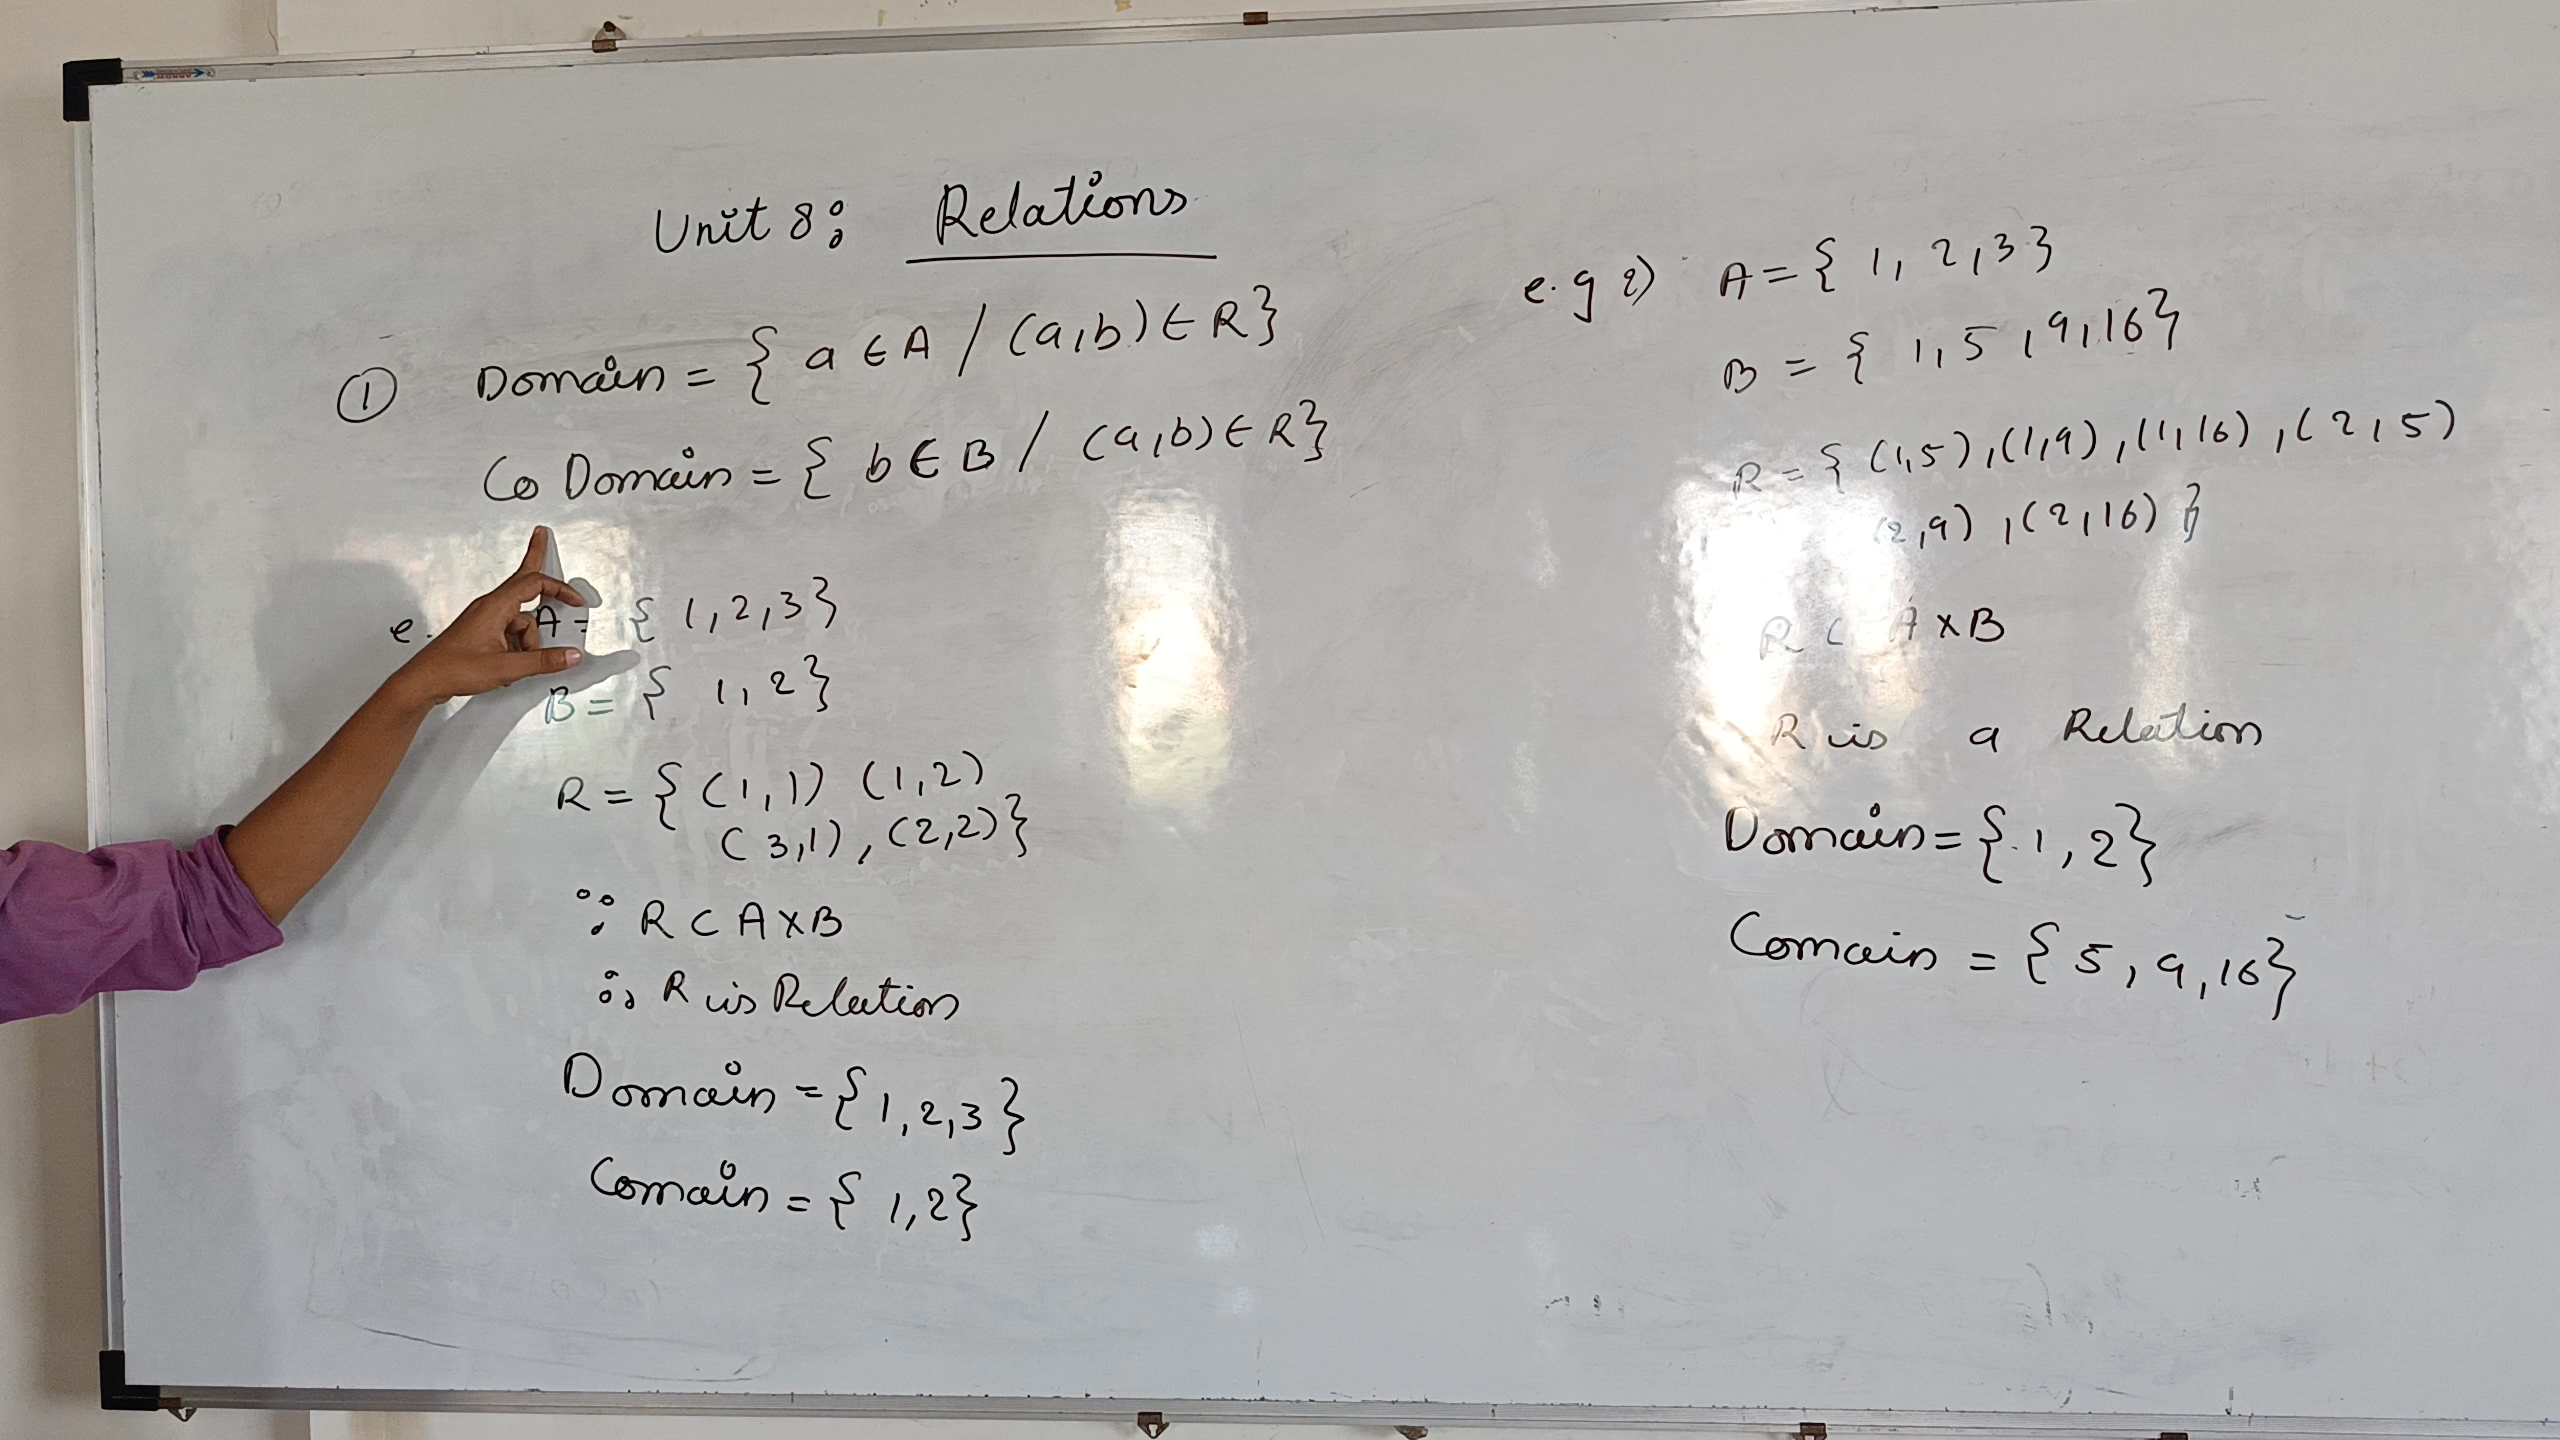 Unit 8: Relations
① Domain = { a ∈ A / (a,b) ∈ R}
Co Domain = { b ∈ B / (a,b) ∈ R}
e. A = { 1,2,3}
B = { 1,2}
R = { (1,1) (1,2)
(3,1), (2,2)}
∵ R ⊂ A×B
∴ R is Relation
Domain = {1,2,3}
Comain = { 1,2}
e.g 2) A = { 1, 2,3}
B = { 1,5,9,16}
R = { (1,5),(1,9),(1,16),(2,5)
(2,9),(2,16)}
R ⊂ A×B
R is a Relation
Domain = {1,2}
Comain = {5,9,16}